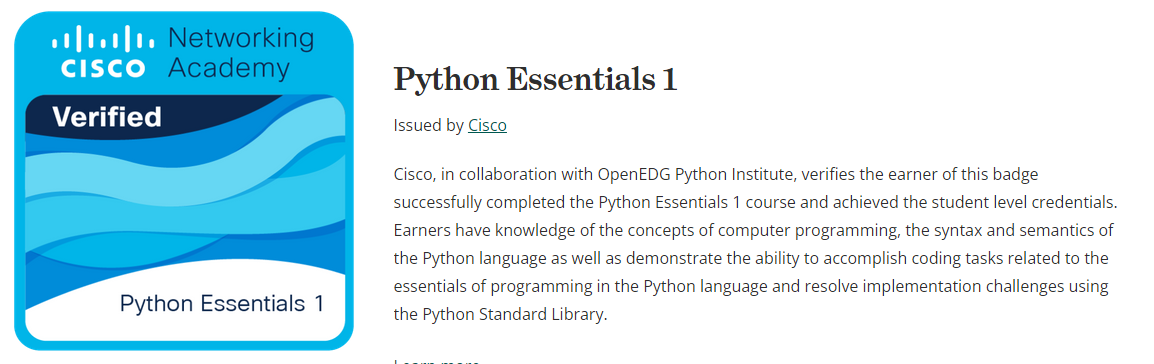 CISCO
Networking
Academy
Verified
Python Essentials 1
Python Essentials 1
Issued by Cisco
Cisco, in collaboration with OpenEDG Python Institute, verifies the earner of this badge
successfully completed the Python Essentials 1 course and achieved the student level credentials.
Earners have knowledge of the concepts of computer programming, the syntax and semantics of
the Python language as well as demonstrate the ability to accomplish coding tasks related to the
essentials of programming in the Python language and resolve implementation challenges using
the Python Standard Library.